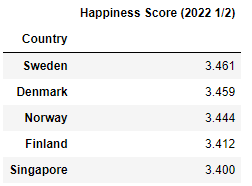 Happiness Score (2022 1/2)
Country
Sweden 3.461
Denmark 3.459
Norway 3.444
Finland 3.412
Singapore 3.400